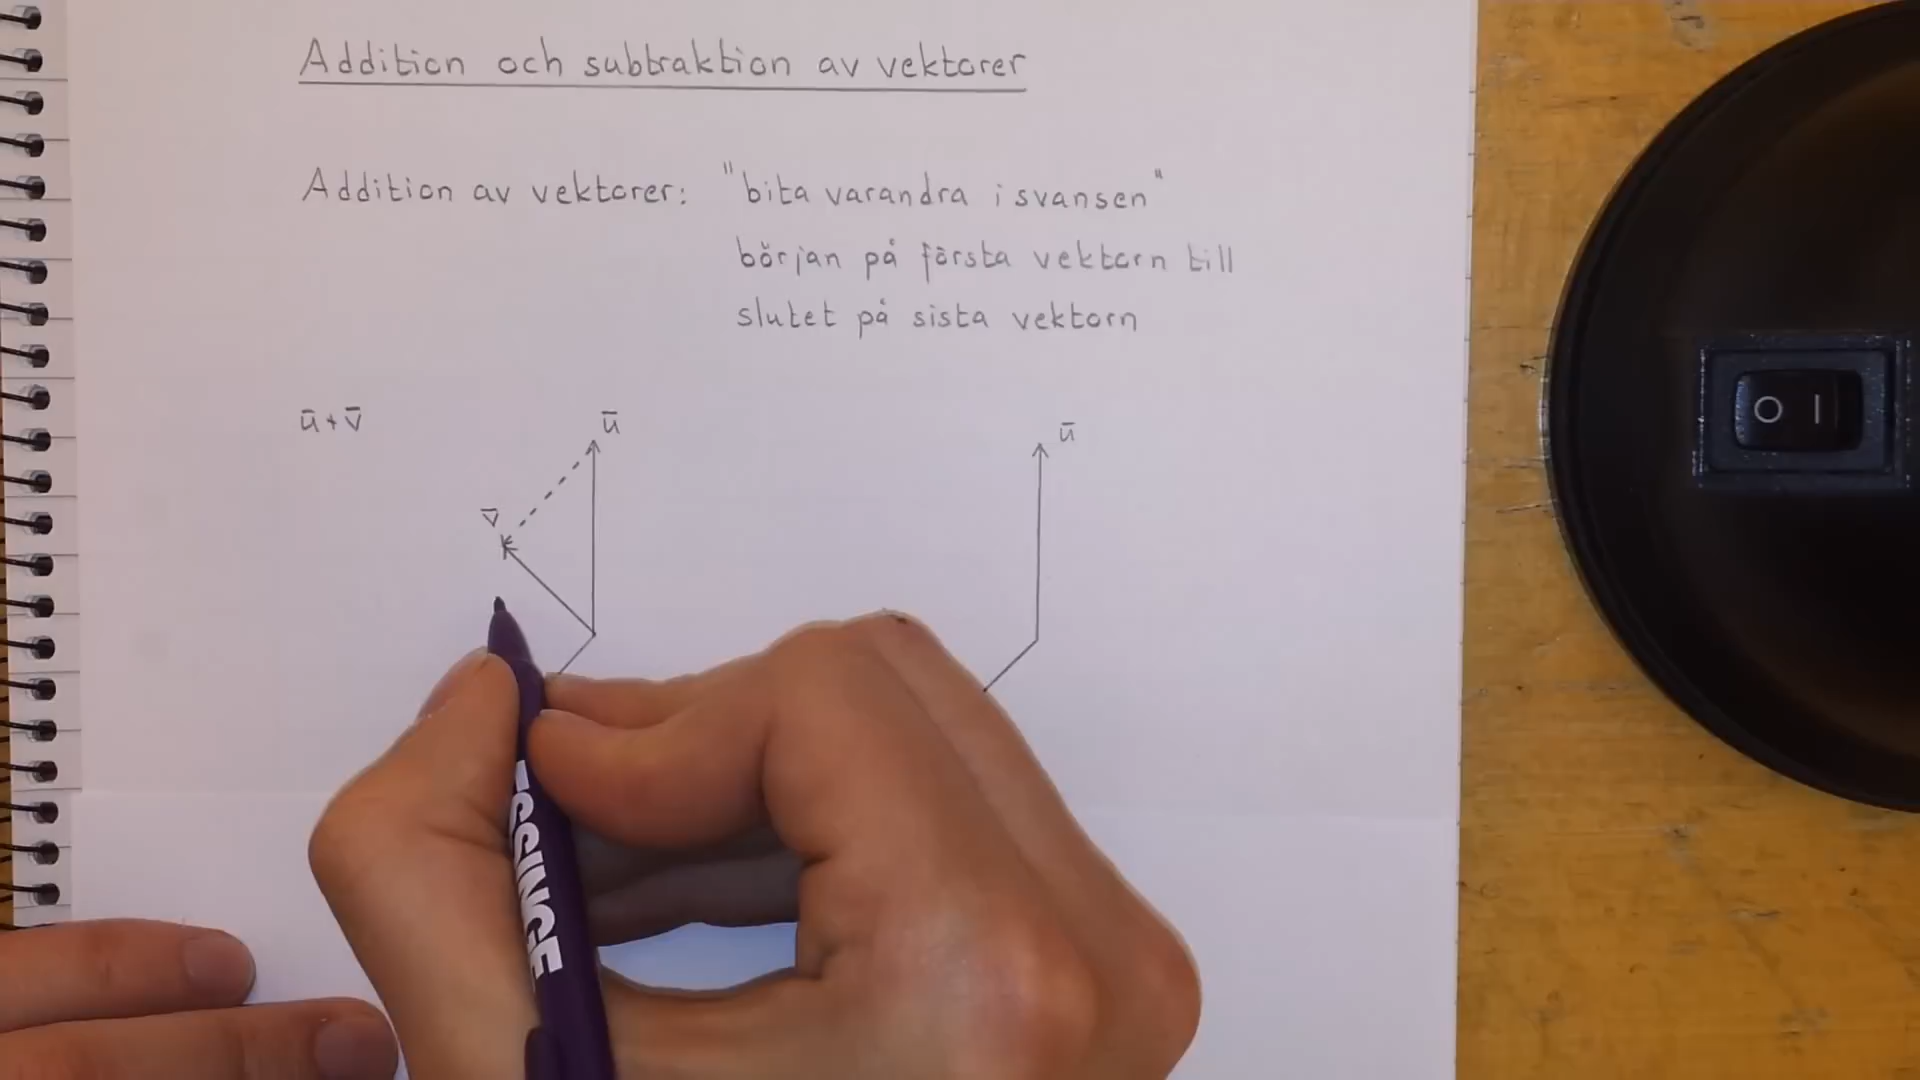 Addition och subtraktion av vektorer
Addition av vektorer: "bita varandra i svansen"
början på första vektorn till
slutet på sista vektorn
ū + v̄
ū
v̄
ū
O I